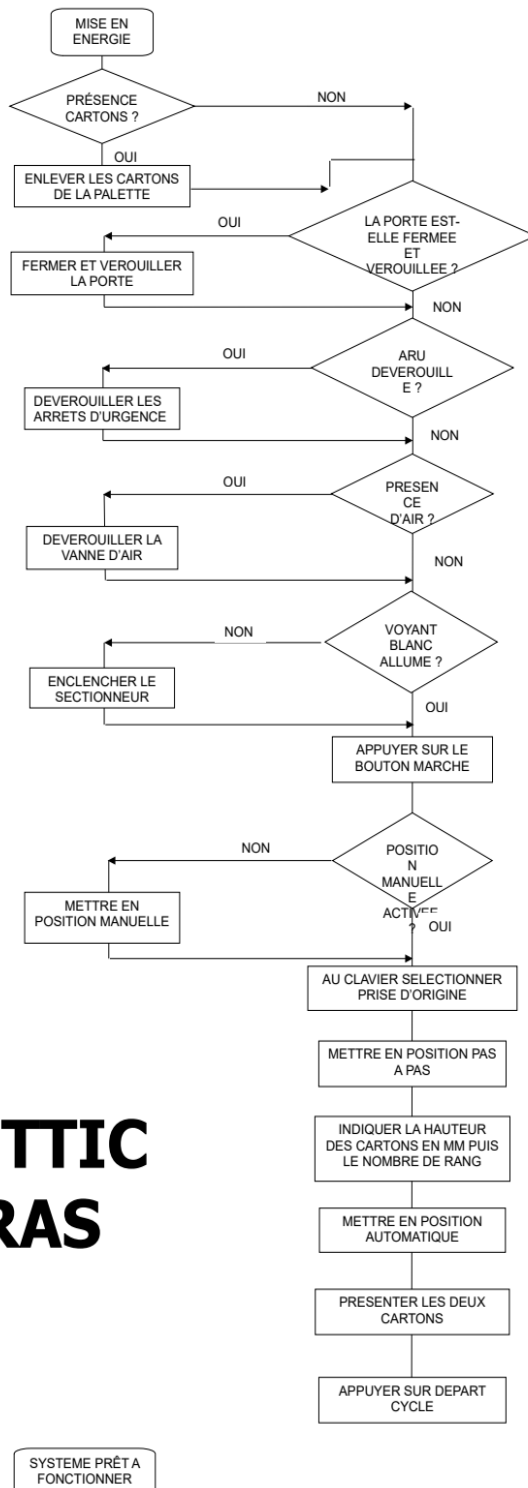 MISE EN
ENERGIE
PRÉSENCE
CARTONS ?
NON
OUI
ENLEVER LES CARTONS
DE LA PALETTE
LA PORTE EST-
ELLE FERMEE
ET
VEROUILLEE ?
OUI
FERMER ET VEROUILLER
LA PORTE
NON
ARU
DEVEROUILL
E ?
OUI
DEVEROUILLER LES
ARRETS D'URGENCE
NON
PRESEN
CE
D'AIR ?
OUI
DEVEROUILLER LA
VANNE D'AIR
NON
VOYANT
BLANC
ALLUME ?
NON
ENCLENCHER LE
SECTIONNEUR
OUI
APPUYER SUR LE
BOUTON MARCHE
POSITIO
N
MANUELL
E
ACTIVEE
?
NON
METTRE EN
POSITION MANUELLE
OUI
AU CLAVIER SELECTIONNER
PRISE D'ORIGINE
METTRE EN POSITION PAS
A PAS
INDIQUER LA HAUTEUR
DES CARTONS EN MM PUIS
LE NOMBRE DE RANG
TTIC
RAS
METTRE EN POSITION
AUTOMATIQUE
PRESENTER LES DEUX
CARTONS
APPUYER SUR DEPART
CYCLE
SYSTEME PRÊT A
FONCTIONNER